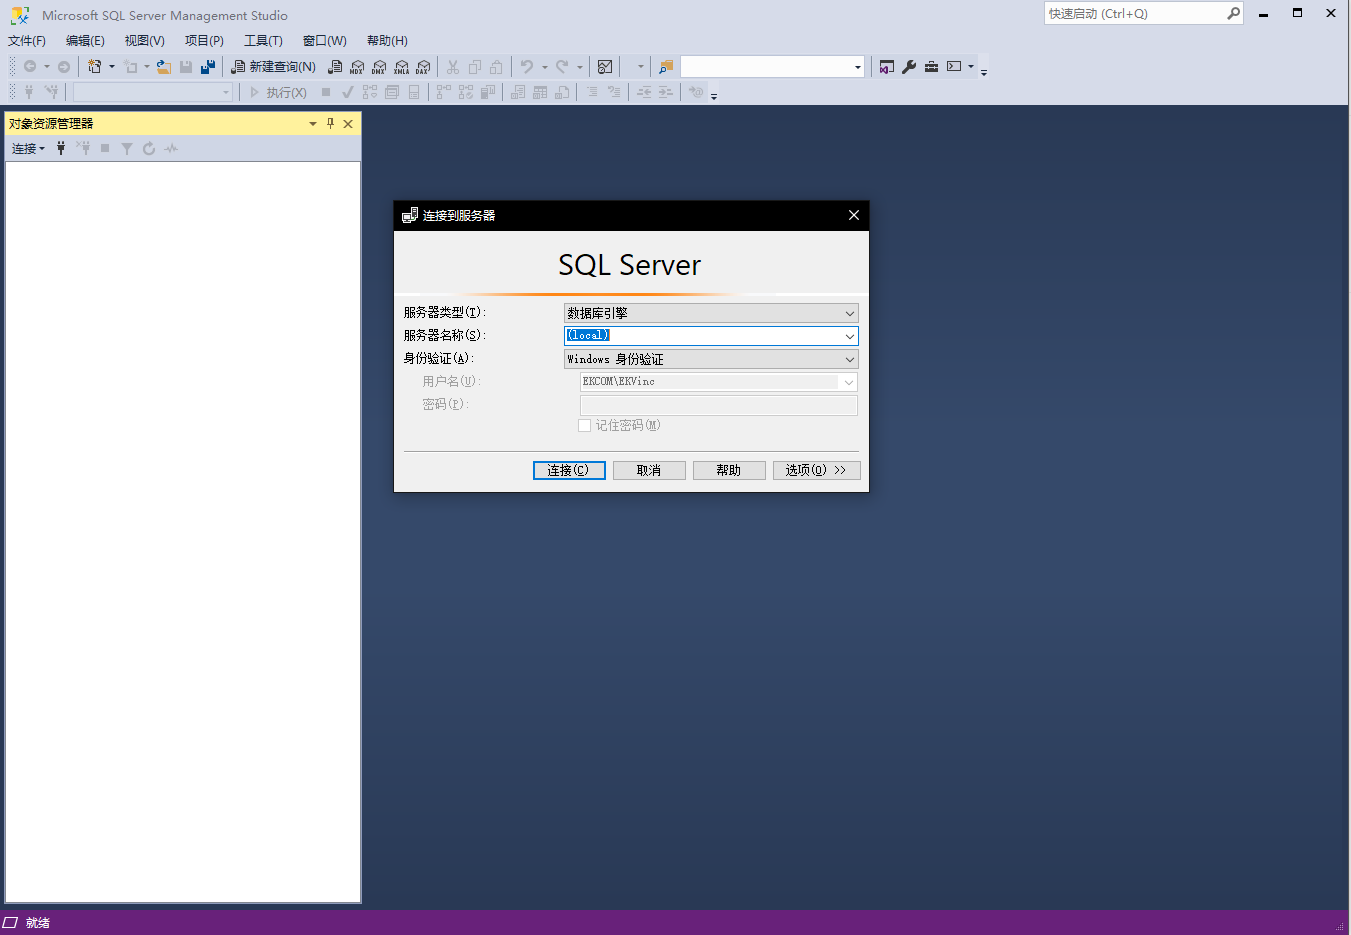 Microsoft SQL Server Management Studio
快速启动 (Ctrl+Q)
文件(F) 编辑(E) 视图(V) 项目(P) 工具(T) 窗口(W) 帮助(H)
新建查询(N) MDX DMX XMLA DAX
执行(X)
对象资源管理器
连接
连接到服务器
SQL Server
服务器类型(T): 数据库引擎
服务器名称(S): (local)
身份验证(A): Windows 身份验证
用户名(U): EKCOM\EKVinc
密码(P):
记住密码(M)
连接(C) 取消 帮助 选项(O) >>
就绪